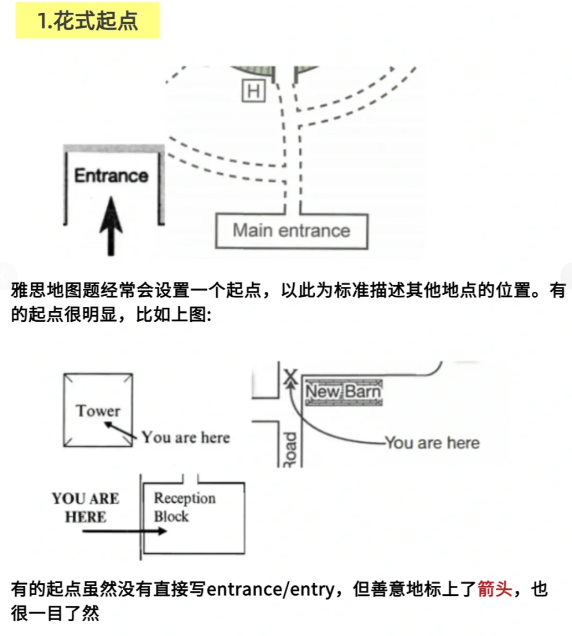 1.花式起点
H
Entrance
Main entrance
雅思地图题经常会设置一个起点，以此为标准描述其他地点的位置。有
的起点很明显，比如上图:
X
New Barn
Tower
You are here
You are here
Road
YOU ARE
HERE
Reception
Block
有的起点虽然没有直接写entrance/entry，但善意地标上了箭头，也
很一目了然